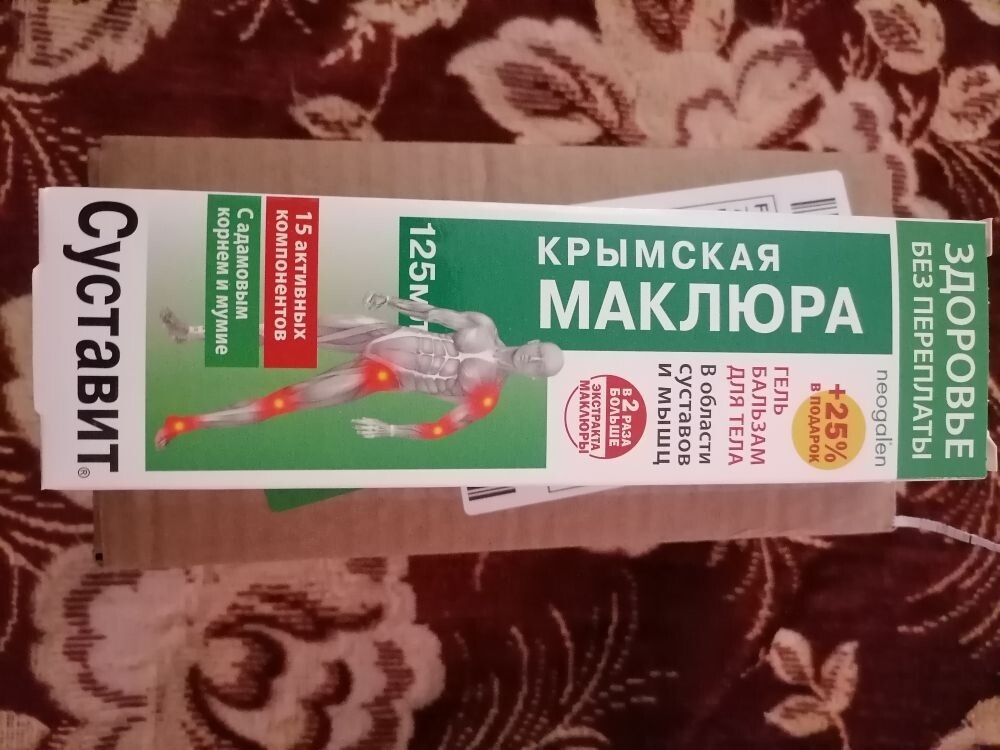 ЗДОРОВЬЕ
БЕЗ ПЕРЕПЛАТЫ
neogalen
+25%
в ПОДАРОК
КРЫМСКАЯ
МАКЛЮРА
ГЕЛЬ
БАЛЬЗАМ
ДЛЯ ТЕЛА
В области
суставов
и мышц
В 2 РАЗА
БОЛЬШЕ
ЭКСТРАКТА
МАКЛЮРЫ
125мл
15 активных
компонентов
С адамовым
корнем и мумие
Суставит®